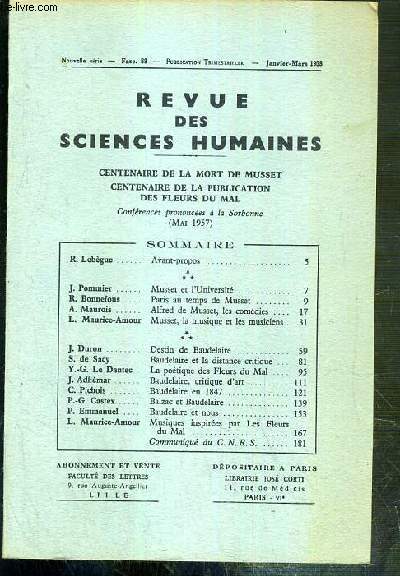 Nouvelle série — Fasc. 89 — Publication Trimestrielle — Janvier-Mars 1958
REVUE
DES
SCIENCES HUMAINES
CENTENAIRE DE LA MORT DE MUSSET
CENTENAIRE DE LA PUBLICATION
DES FLEURS DU MAL
Conférences prononcées à la Sorbonne
(MAI 1957)
SOMMAIRE
R. Lebègue ...... Avant-propos ...................... 5
J. Pommier ...... Musset et l'Université ............ 7
R. Bonnefous .... Paris au temps de Musset ......... 9
A. Maurois ...... Alfred de Musset, les comédies .... 17
L. Maurice-Amour Musset, la musique et les musiciens 31
J. Duron ........ Destin de Baudelaire .............. 59
S. de Sacy ...... Baudelaire et la distance critique .. 81
Y.-G. Le Dantec La poétique des Fleurs du Mal .... 95
J. Adhémar ...... Baudelaire, critique d'art ......... 111
C. Pichois ...... Baudelaire en 1847 ................ 121
P.-G. Castex .... Balzac et Baudelaire .............. 139
P. Emmanuel ..... Baudelaire et nous ................ 153
L. Maurice-Amour Musiques inspirées par Les Fleurs
du Mal ........................ 167
Communiqué du C. N. R. S. ...... 181
ABONNEMENT ET VENTE
FACULTÉ DES LETTRES
9, rue Auguste-Angellier
LILLE
DÉPOSITAIRE A PARIS
LIBRAIRIE JOSÉ CORTI
11, rue de Médicis
PARIS - VIe